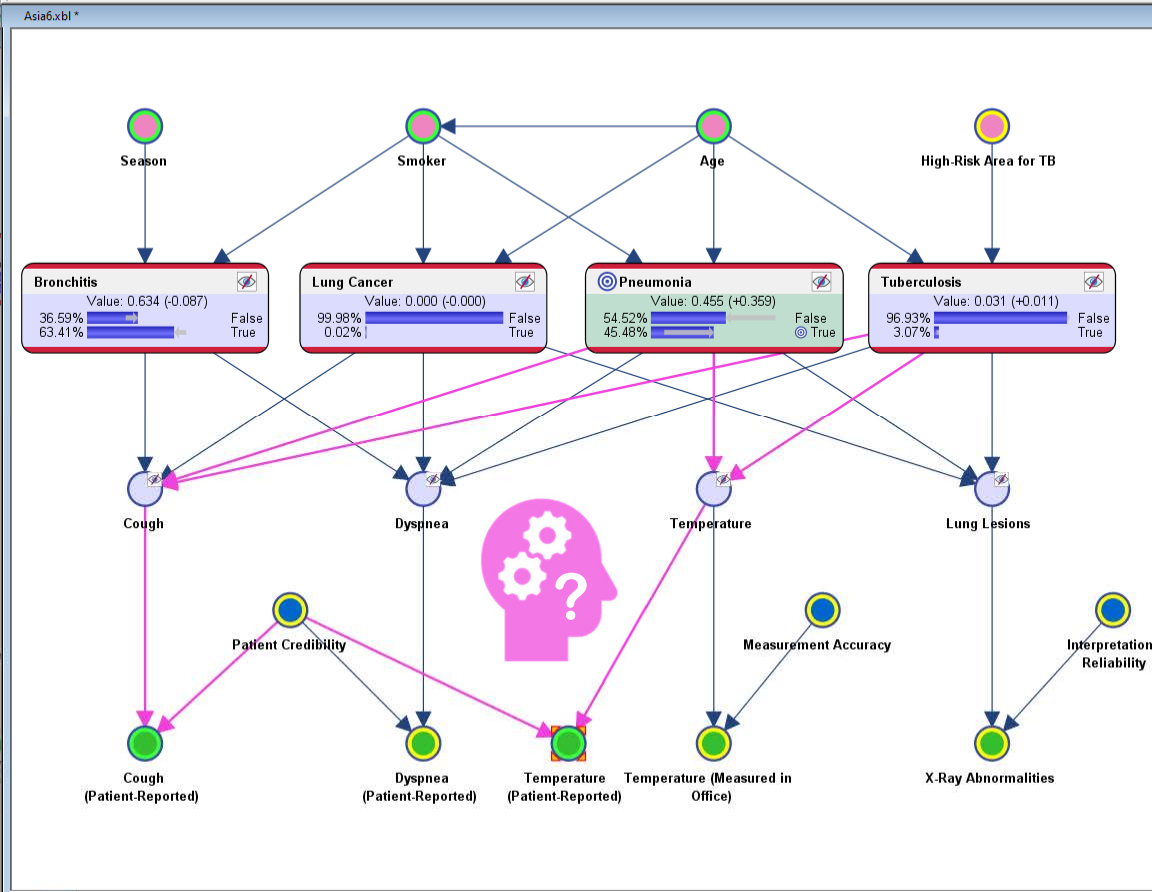 Asia6.xbl *
Season
Smoker
Age
High-Risk Area for TB
Bronchitis
Value: 0.634 (-0.087)
36.59% False
63.41% True
Lung Cancer
Value: 0.000 (-0.000)
99.98% False
0.02% True
Pneumonia
Value: 0.455 (+0.359)
54.52% False
45.48% True
Tuberculosis
Value: 0.031 (+0.011)
96.93% False
3.07% True
Cough
Dyspnea
Temperature
Lung Lesions
?
Patient Credibility
Measurement Accuracy
Interpretation
Reliability
Cough
(Patient-Reported)
Dyspnea
(Patient-Reported)
Temperature
(Patient-Reported)
Temperature (Measured in
Office)
X-Ray Abnormalities